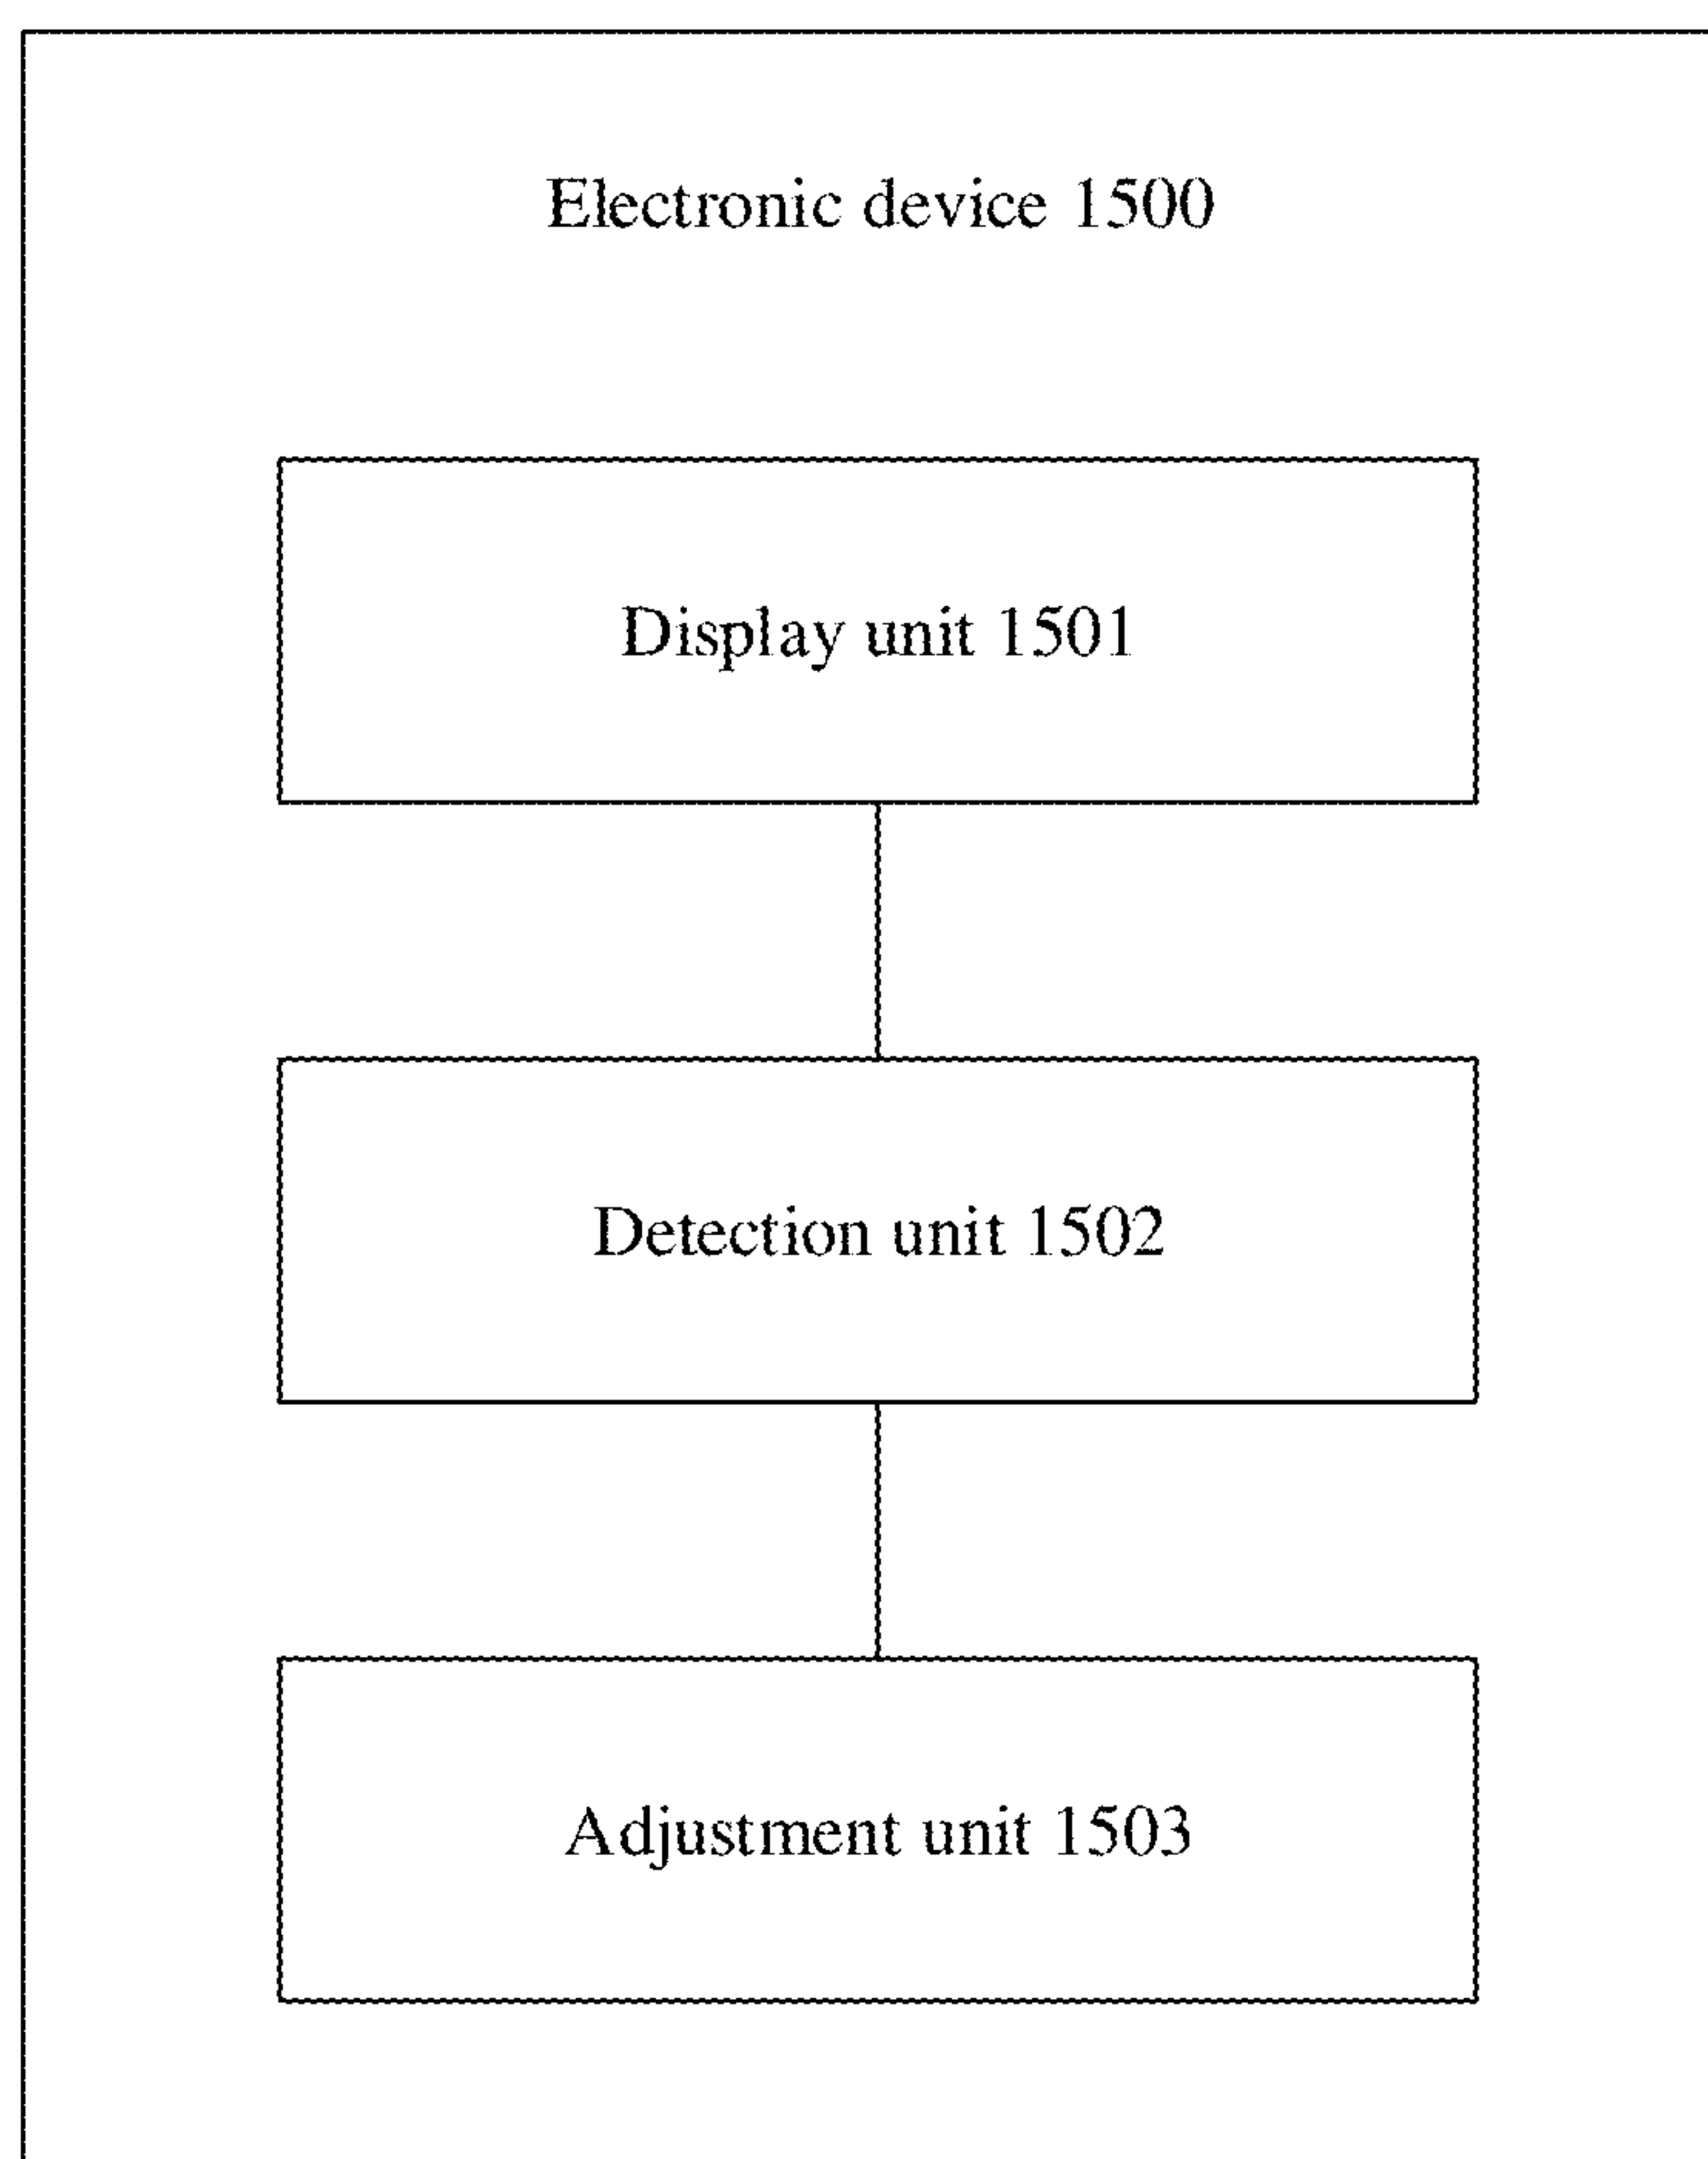 Electronic device 1500
Display unit 1501
Detection unit 1502
Adjustment unit 1503